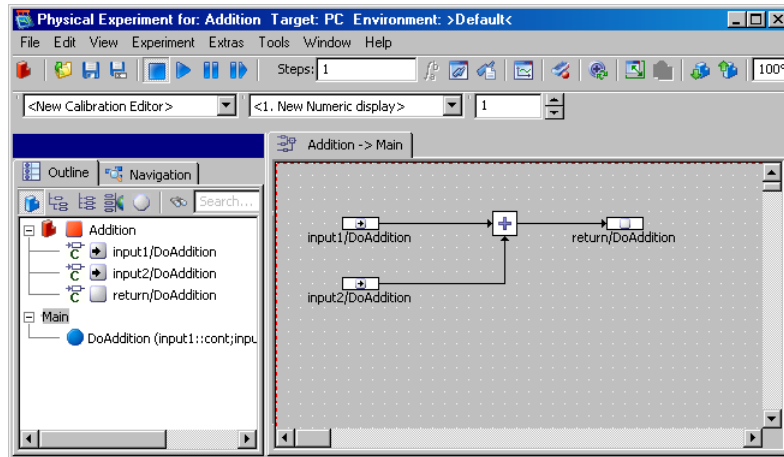 Physical Experiment for: Addition Target: PC Environment: >Default<
File Edit View Experiment Extras Tools Window Help
Steps: 1
100%
<New Calibration Editor> <1. New Numeric display> 1
Addition -> Main
Outline Navigation
Search...
Addition
input1/DoAddition
input2/DoAddition
return/DoAddition
Main
DoAddition (input1::cont;inpu
input1/DoAddition
return/DoAddition
input2/DoAddition